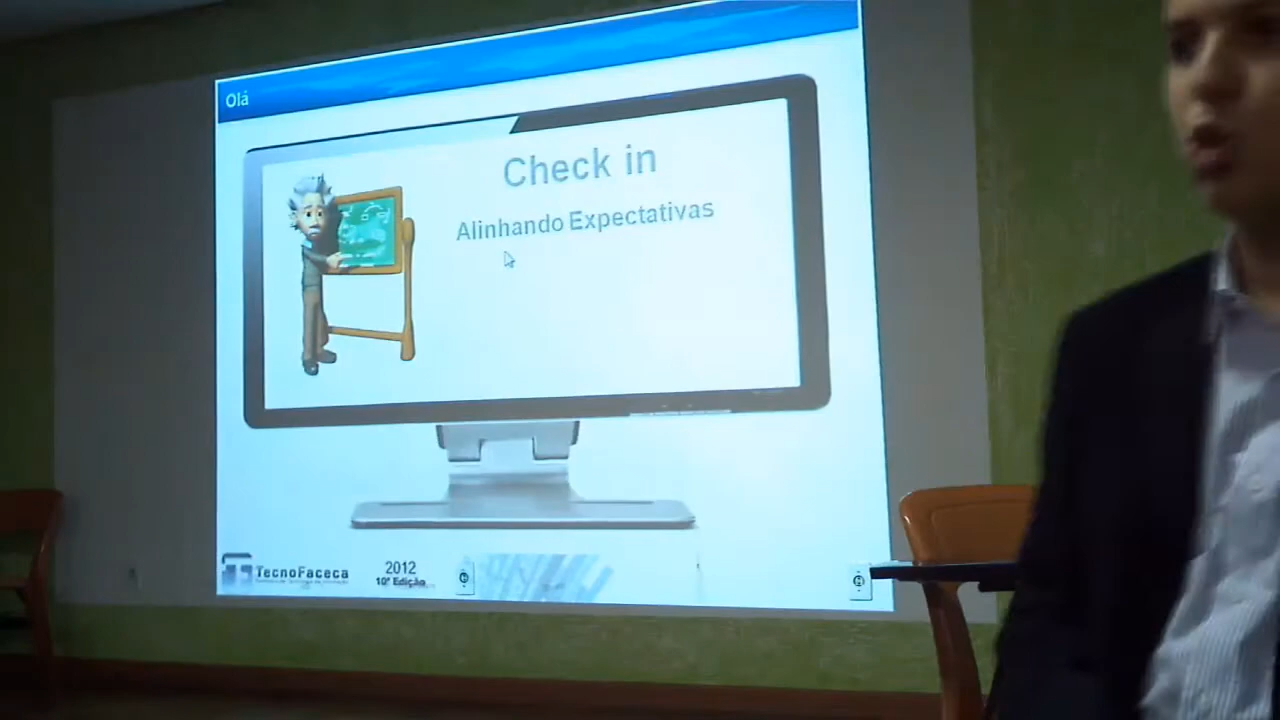 Olá
Check in
Alinhando Expectativas
TecnoFaceca
2012
10ª Edição